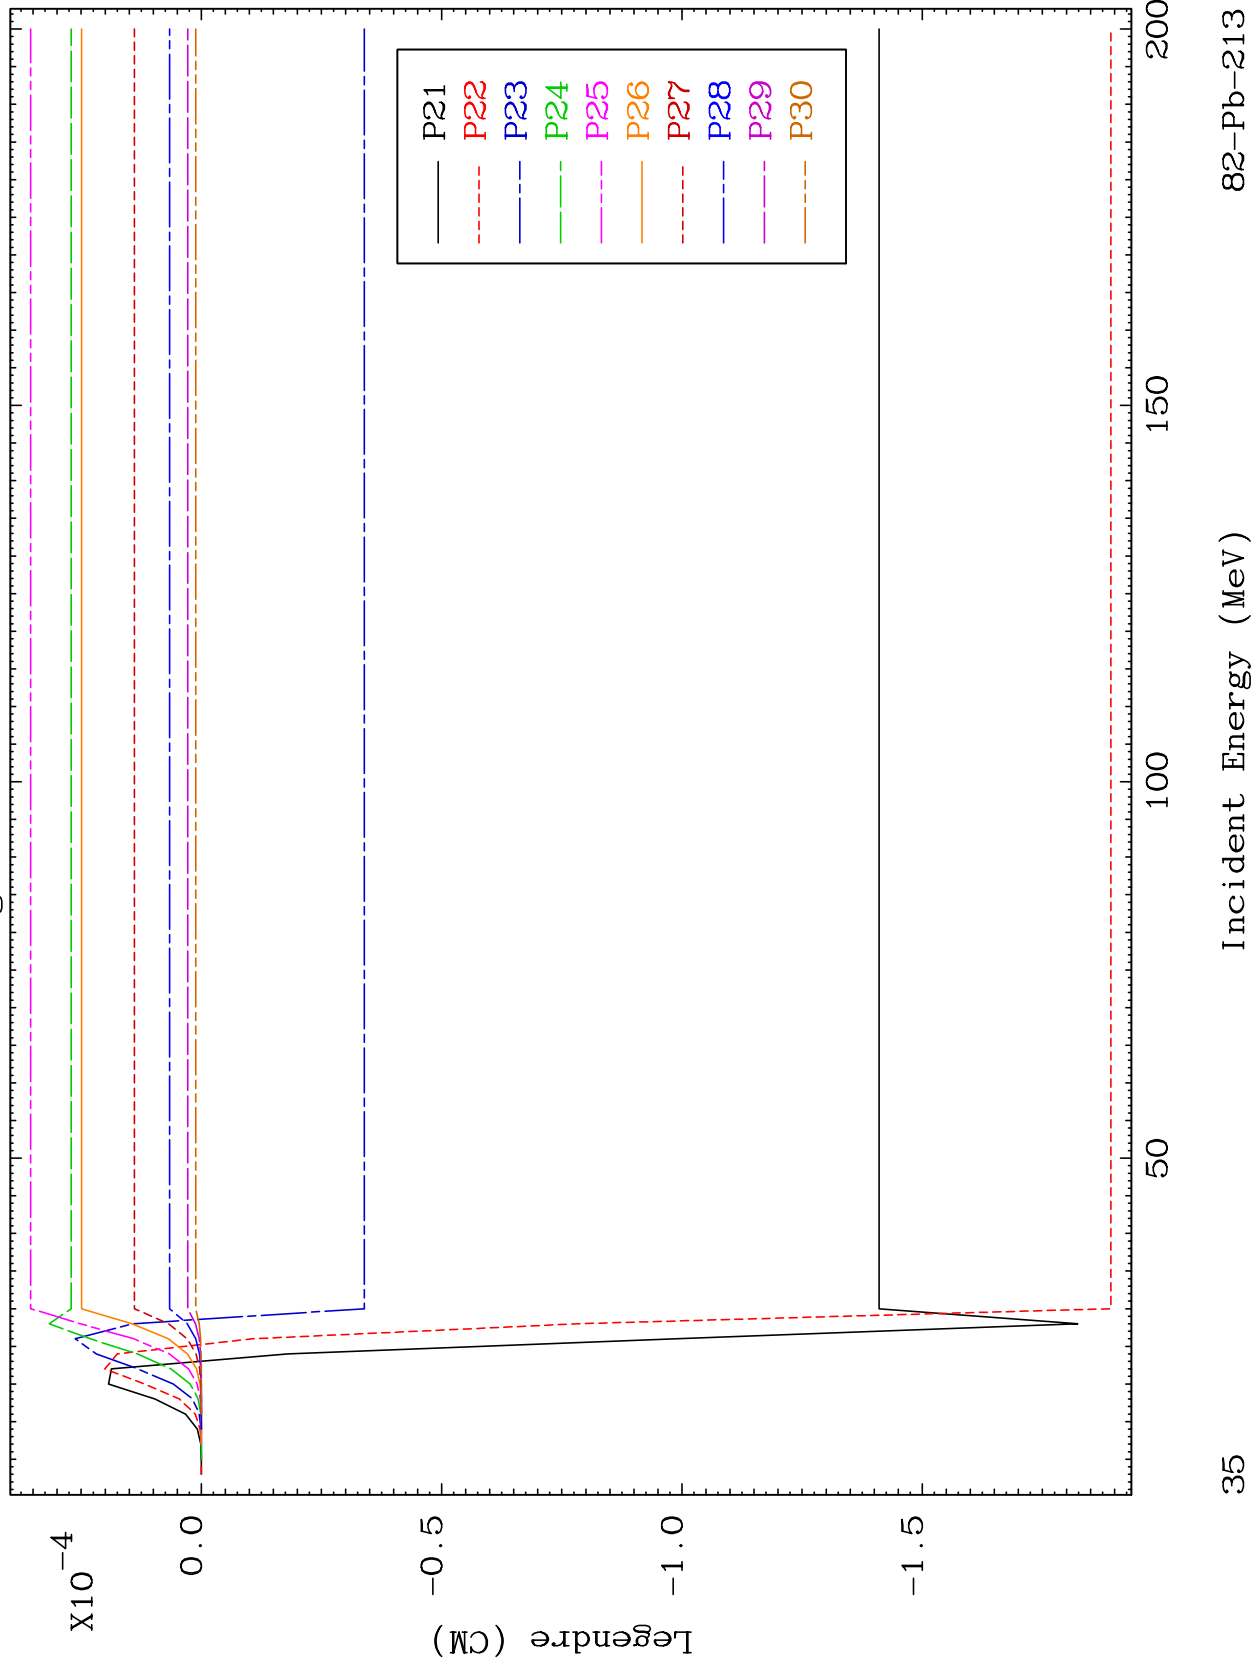 X10-4
0.0
-0.5
-1.0
-1.5
Legendre (CM)
P21
P22
P23
P24
P25
P26
P27
P28
P29
P30
50
100
150
200
35
Incident Energy (MeV)
82-Pb-213